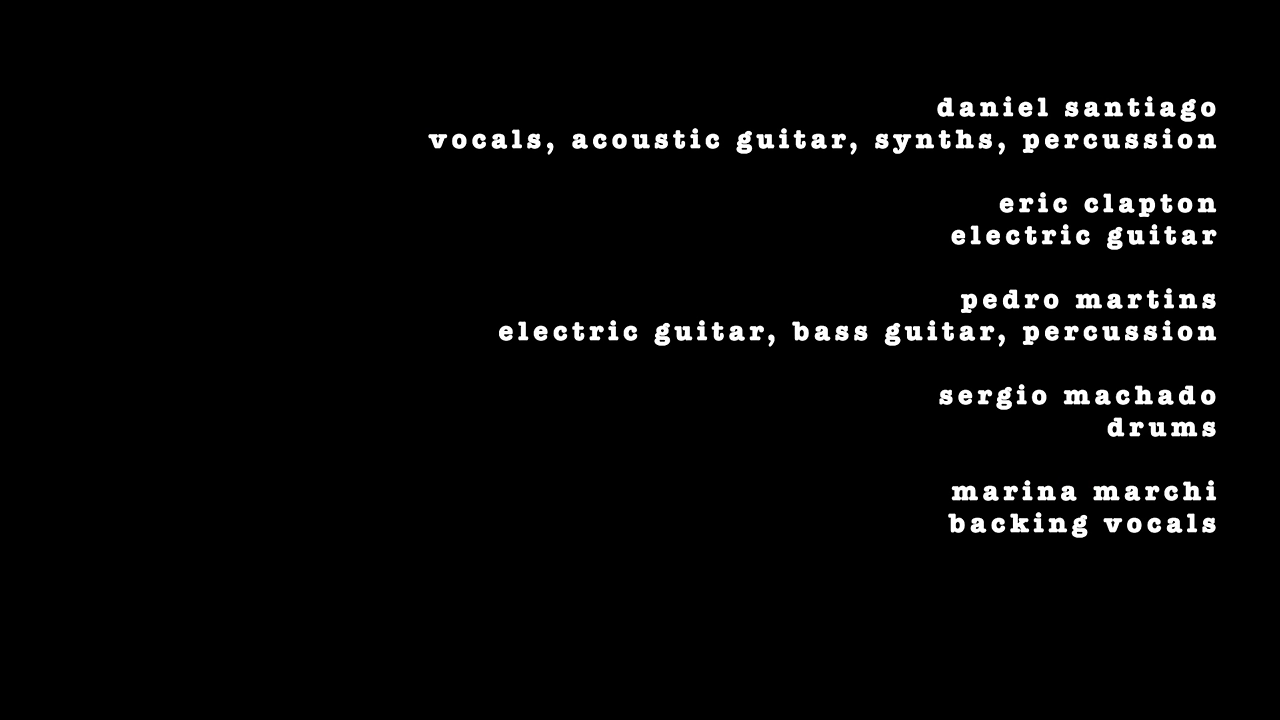 daniel santiago
vocals, acoustic guitar, synths, percussion
eric clapton
electric guitar
pedro martins
electric guitar, bass guitar, percussion
sergio machado
drums
marina marchi
backing vocals